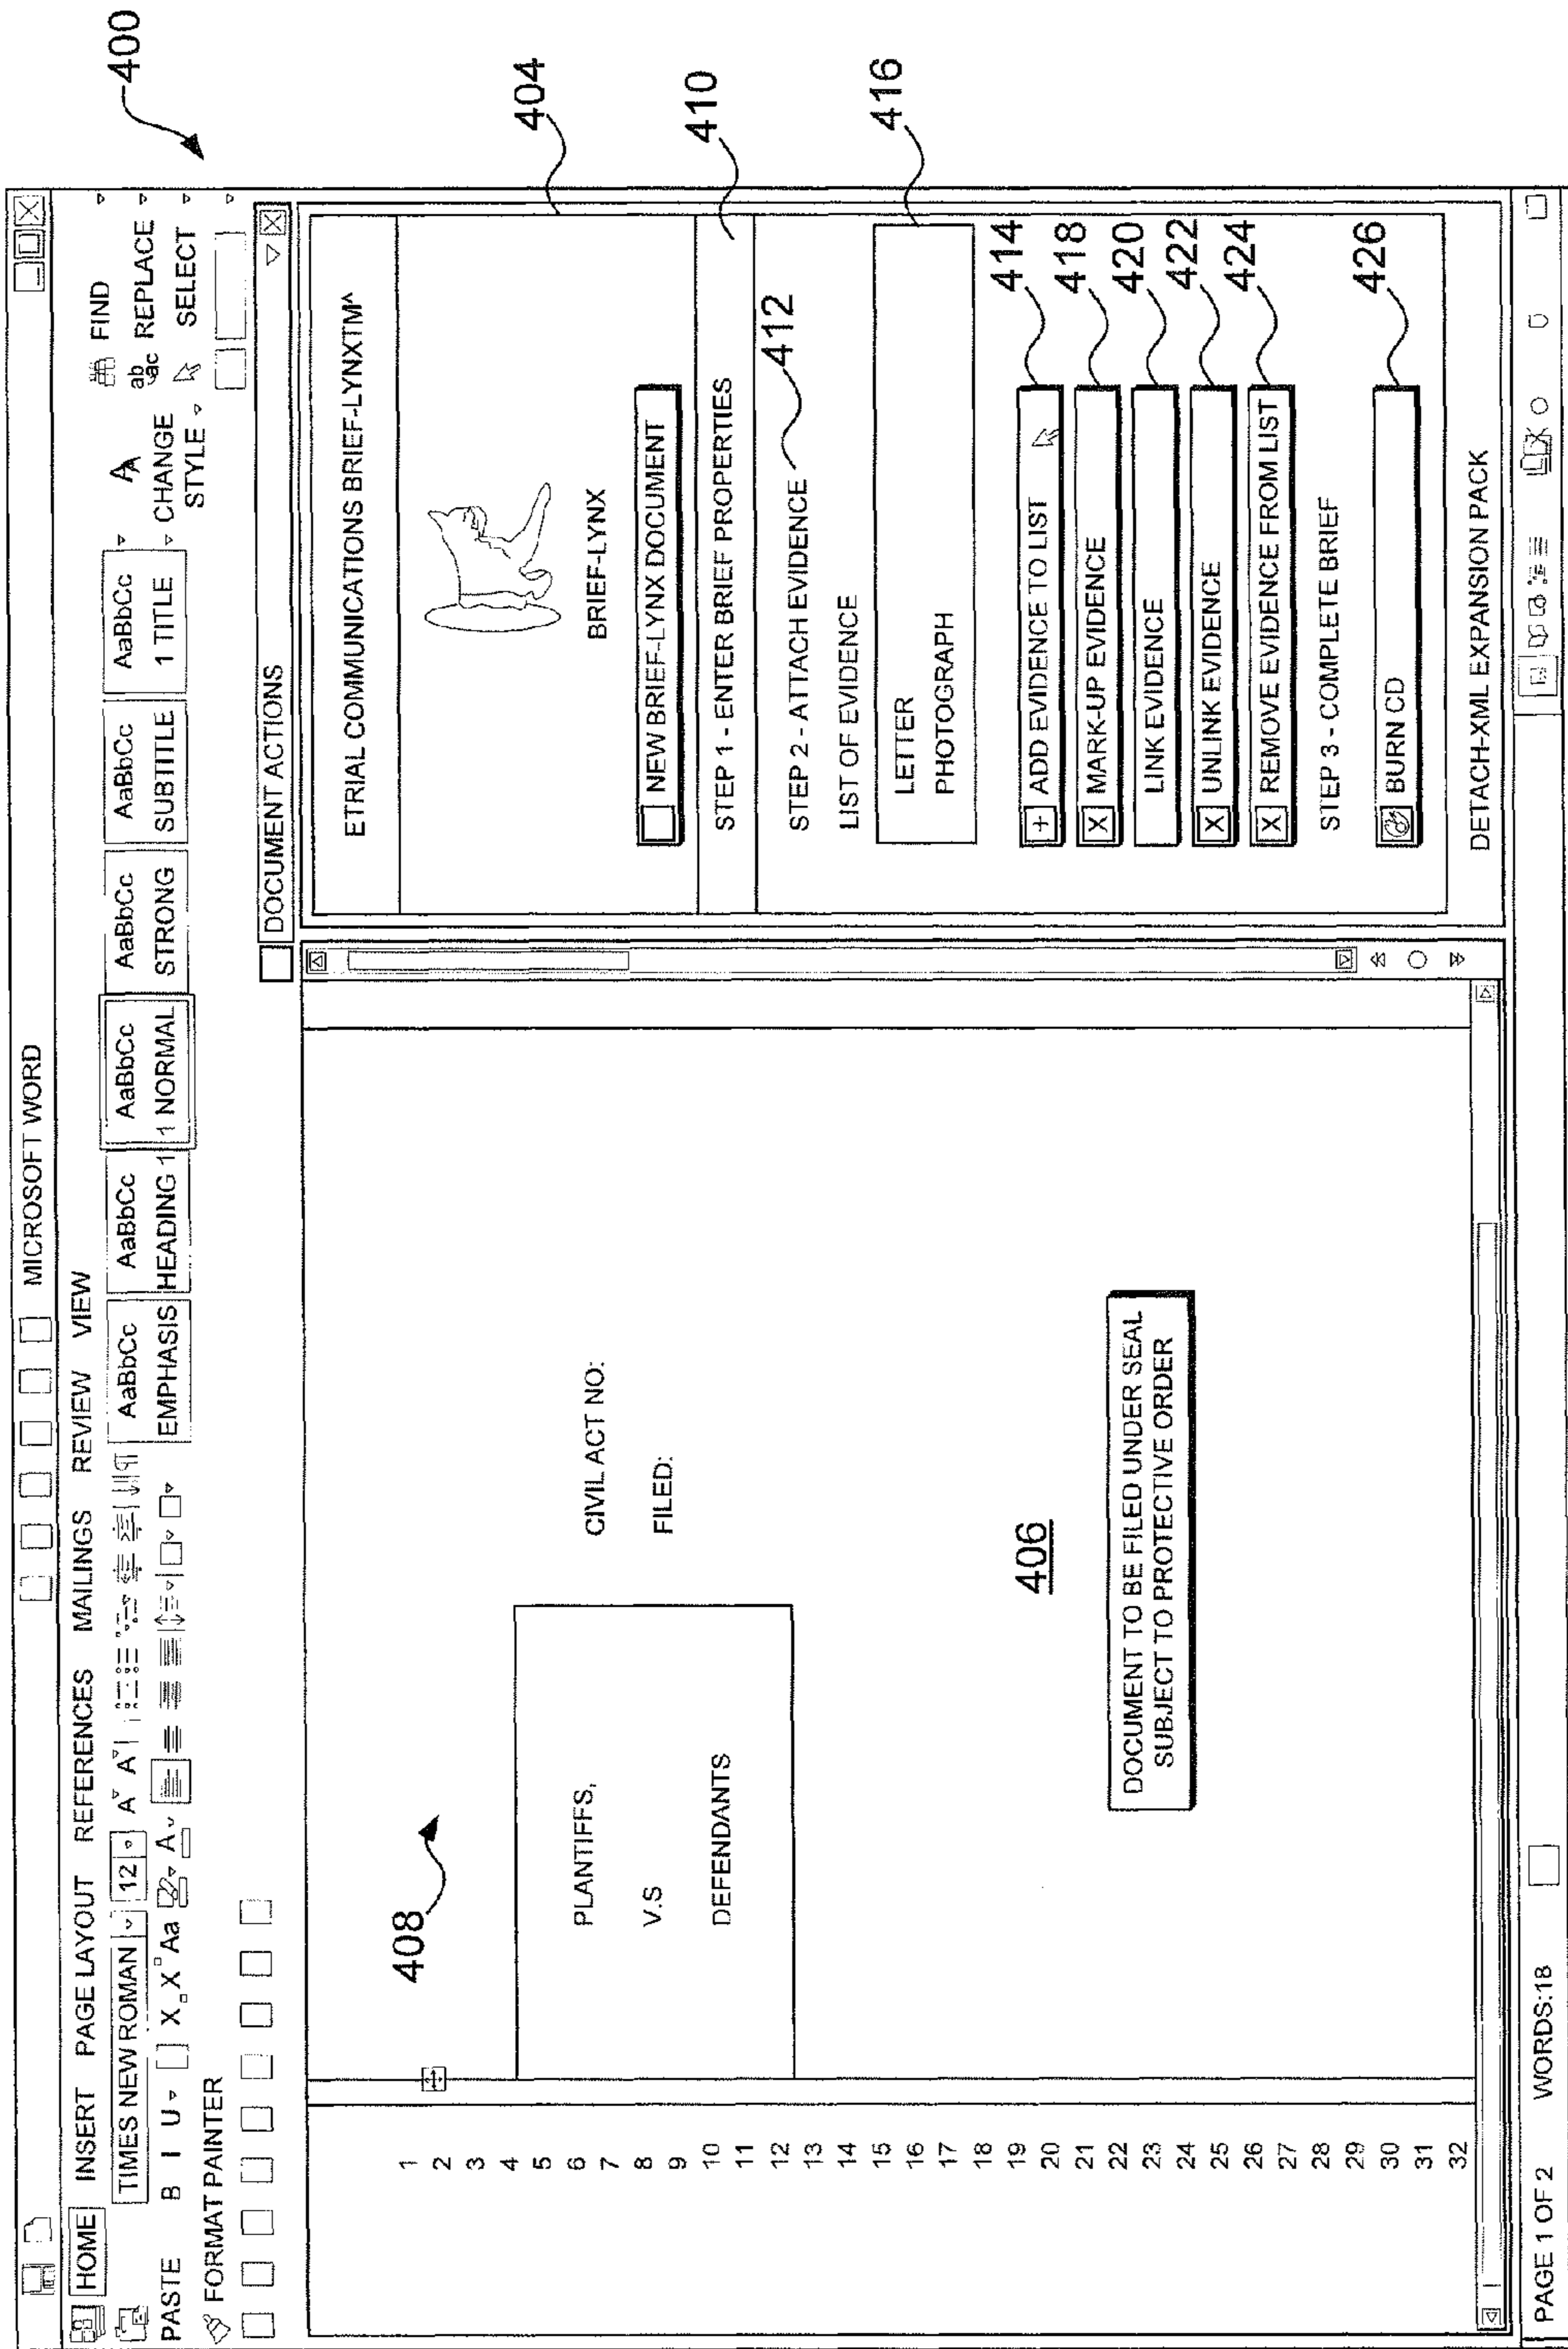 400
MICROSOFT WORD
HOME INSERT PAGE LAYOUT REFERENCES MAILINGS REVIEW VIEW
TIMES NEW ROMAN 12 A A
AaBbCc AaBbCc AaBbCc AaBbCc AaBbCc AaBbCc
EMPHASIS HEADING 1 1 NORMAL STRONG SUBTITLE 1 TITLE
A
CHANGE
STYLE
FIND
ab ac REPLACE
SELECT
PASTE B I U X X Aa A
FORMAT PAINTER
DOCUMENT ACTIONS
1
2
3
4
5
6
7
8
9
10
11
12
13
14
15
16
17
18
19
20
21
22
23
24
25
26
27
28
29
30
31
32
408
PLANTIFFS,
V.S
DEFENDANTS
CIVIL ACT NO:
FILED:
406
DOCUMENT TO BE FILED UNDER SEAL
SUBJECT TO PROTECTIVE ORDER
ETRIAL COMMUNICATIONS BRIEF-LYNXTM^
404
BRIEF-LYNX
NEW BRIEF-LYNX DOCUMENT
STEP 1 - ENTER BRIEF PROPERTIES
410
STEP 2 - ATTACH EVIDENCE
412
LIST OF EVIDENCE
LETTER
PHOTOGRAPH
416
+ ADD EVIDENCE TO LIST
414
X MARK-UP EVIDENCE
418
LINK EVIDENCE
420
X UNLINK EVIDENCE
422
X REMOVE EVIDENCE FROM LIST
424
STEP 3 - COMPLETE BRIEF
BURN CD
426
DETACH-XML EXPANSION PACK
PAGE 1 OF 2 WORDS:18